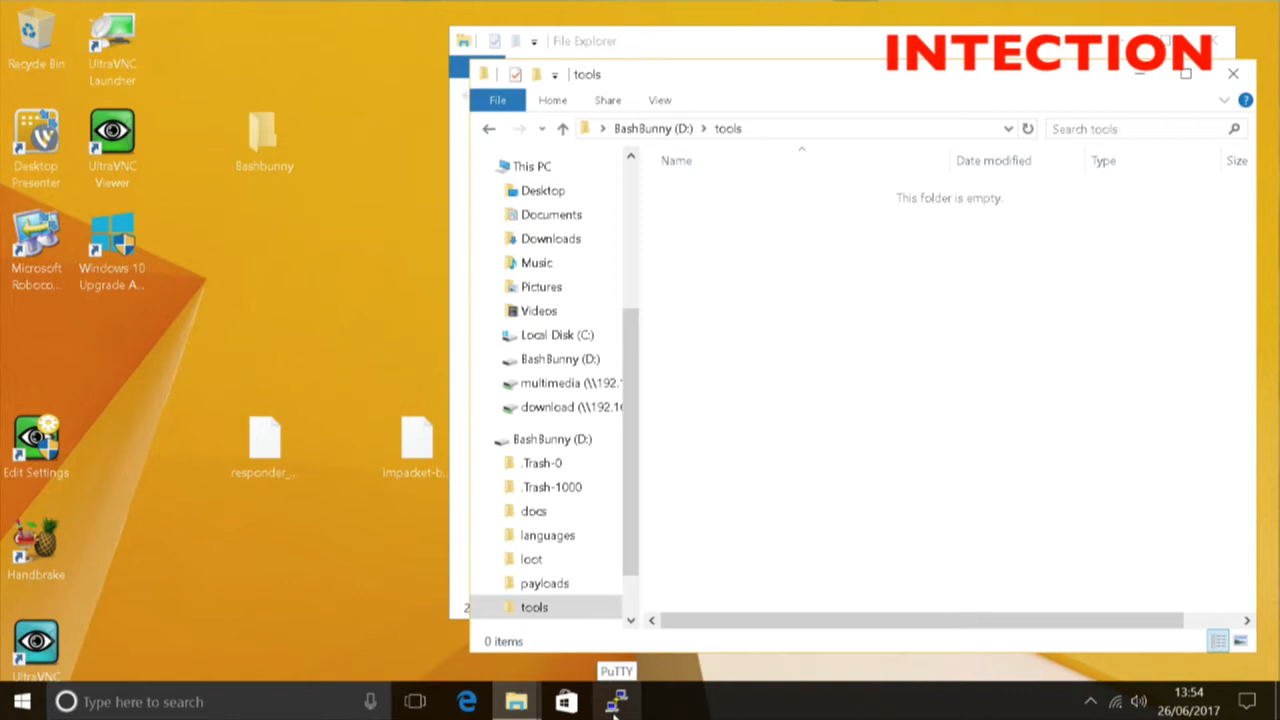 INTECTION
File Explorer
tools
File
Home
Share
View
BashBunny (D:)
tools
Search tools
Name
Date modified
Type
Size
This folder is empty.
This PC
Desktop
Documents
Downloads
Music
Pictures
Videos
Local Disk (C:)
BashBunny (D:)
multimedia (\\192.1
download (\\192.16
BashBunny (D:)
.Trash-0
.Trash-1000
docs
languages
loot
payloads
tools
2
0 items
Recycle Bin
UltraVNC
Launcher
Desktop
Presenter
UltraVNC
Viewer
Bashbunny
Microsoft
Roboco...
Windows 10
Upgrade A...
Edit Settings
responder_...
impacket-b...
Handbrake
UltraVNC
PuTTY
Type here to search
13:54
26/06/2017